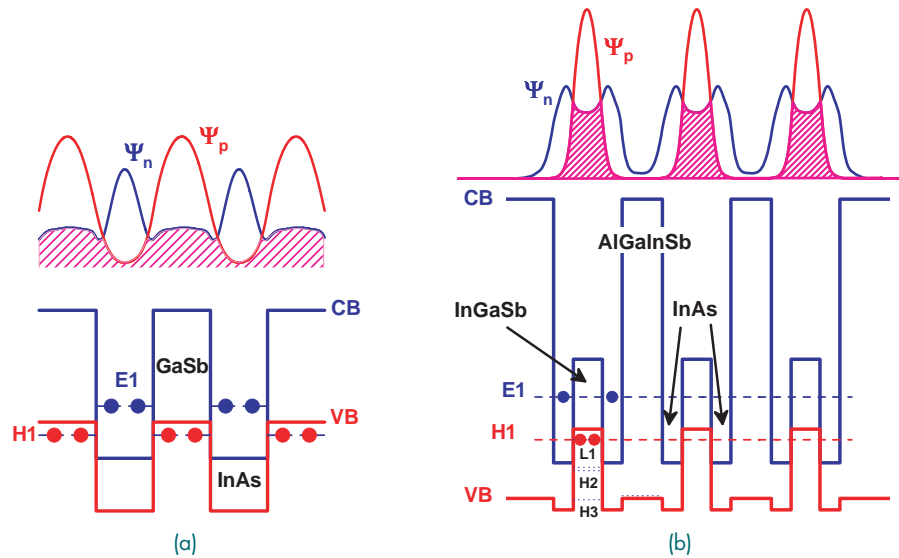 Ψn
Ψp
CB
GaSb
E1
VB
H1
InAs
(a)
Ψp
Ψn
CB
AlGaInSb
InGaSb
InAs
E1
H1
L1
H2
VB
H3
(b)